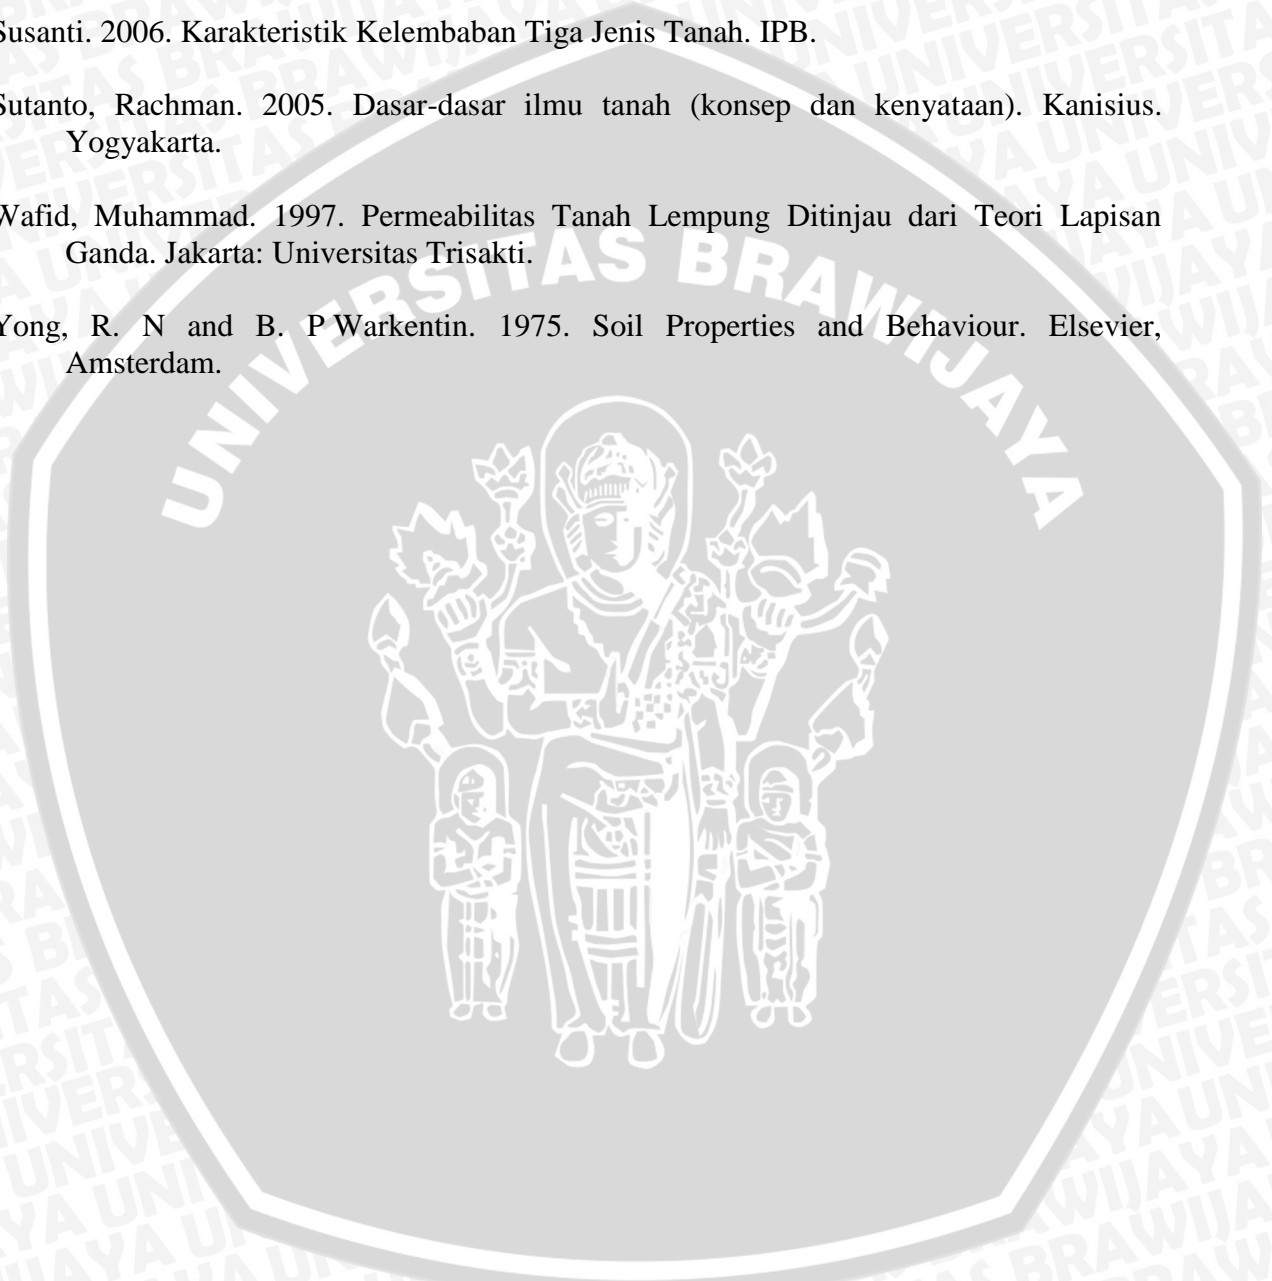 Susanti. 2006. Karakteristik Kelembaban Tiga Jenis Tanah. IPB.
Sutanto, Rachman. 2005. Dasar-dasar ilmu tanah (konsep dan kenyataan). Kanisius.
Yogyakarta.
Wafid, Muhammad. 1997. Permeabilitas Tanah Lempung Ditinjau dari Teori Lapisan
Ganda. Jakarta: Universitas Trisakti.
Yong, R. N and B. P Warkentin. 1975. Soil Properties and Behaviour. Elsevier,
Amsterdam.
UNIVERSITAS BRAWIJAYA